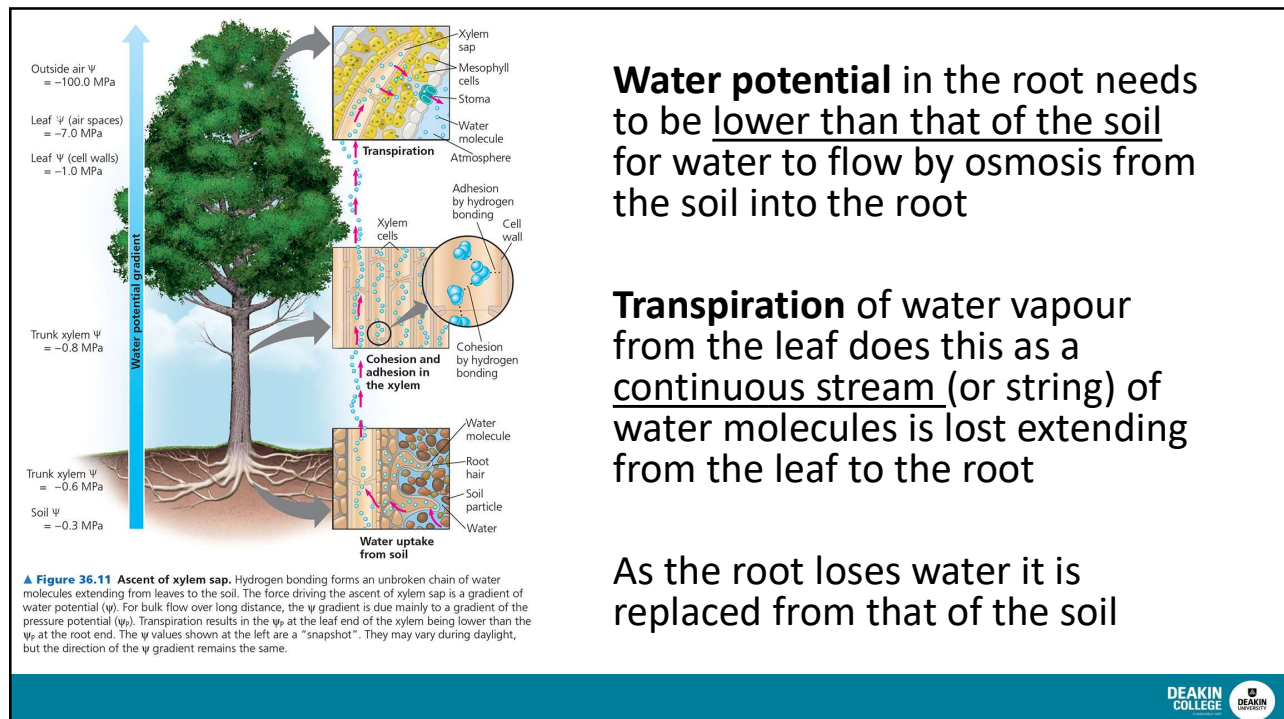 Outside air Ψ
= −100.0 MPa
Leaf Ψ (air spaces)
= −7.0 MPa
Leaf Ψ (cell walls)
= −1.0 MPa
Trunk xylem Ψ
= −0.8 MPa
Trunk xylem Ψ
= −0.6 MPa
Soil Ψ
= −0.3 MPa
Water potential gradient
Xylem
sap
Mesophyll
cells
Stoma
Water
molecule
Atmosphere
Transpiration
Adhesion
by hydrogen
bonding
Cell
wall
Xylem
cells
Cohesion
by hydrogen
bonding
Cohesion and
adhesion in
the xylem
Water
molecule
Root
hair
Soil
particle
Water
Water uptake
from soil
▲ Figure 36.11 Ascent of xylem sap. Hydrogen bonding forms an unbroken chain of water
molecules extending from leaves to the soil. The force driving the ascent of xylem sap is a gradient of
water potential (ψ). For bulk flow over long distance, the ψ gradient is due mainly to a gradient of the
pressure potential (ψp). Transpiration results in the ψp at the leaf end of the xylem being lower than the
ψp at the root end. The ψ values shown at the left are a “snapshot”. They may vary during daylight,
but the direction of the ψ gradient remains the same.
Water potential in the root needs
to be lower than that of the soil
for water to flow by osmosis from
the soil into the root
Transpiration of water vapour
from the leaf does this as a
continuous stream (or string) of
water molecules is lost extending
from the leaf to the root
As the root loses water it is
replaced from that of the soil
DEAKIN
COLLEGE
DEAKIN
UNIVERSITY